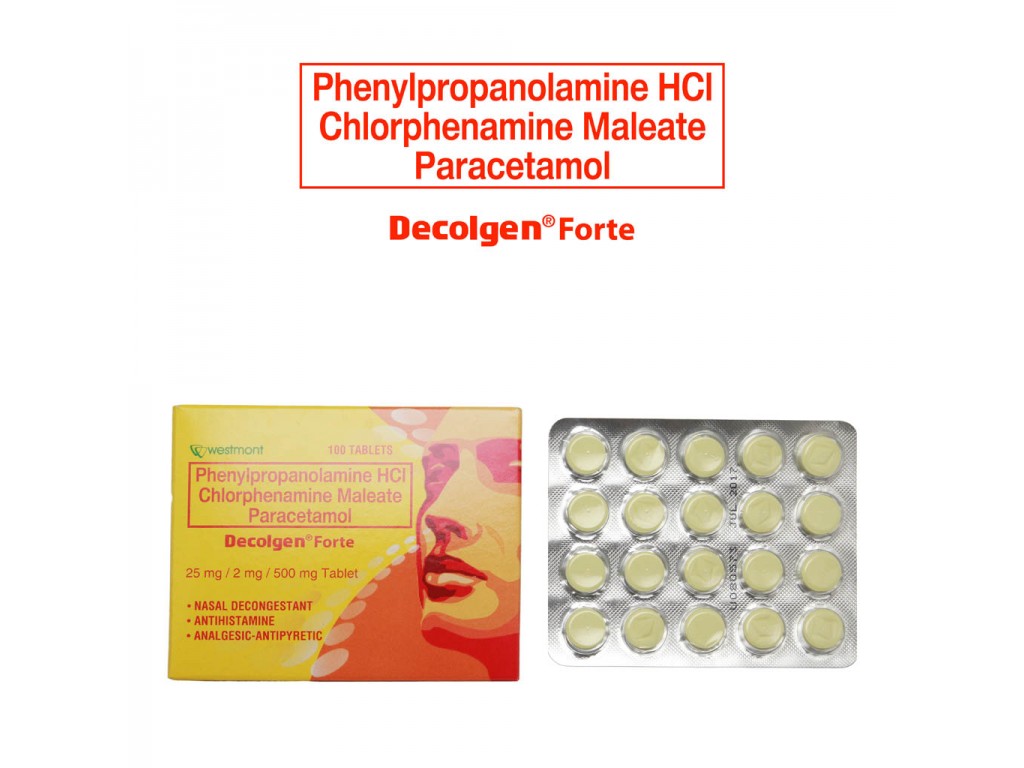 Phenylpropanolamine HCl
Chlorphenamine Maleate
Paracetamol
Decolgen® Forte
westmont
100 TABLETS
Phenylpropanolamine HCl
Chlorphenamine Maleate
Paracetamol
Decolgen® Forte
25 mg / 2 mg / 500 mg Tablet
• NASAL DECONGESTANT
• ANTIHISTAMINE
• ANALGESIC-ANTIPYRETIC
U080573 JUL 2017